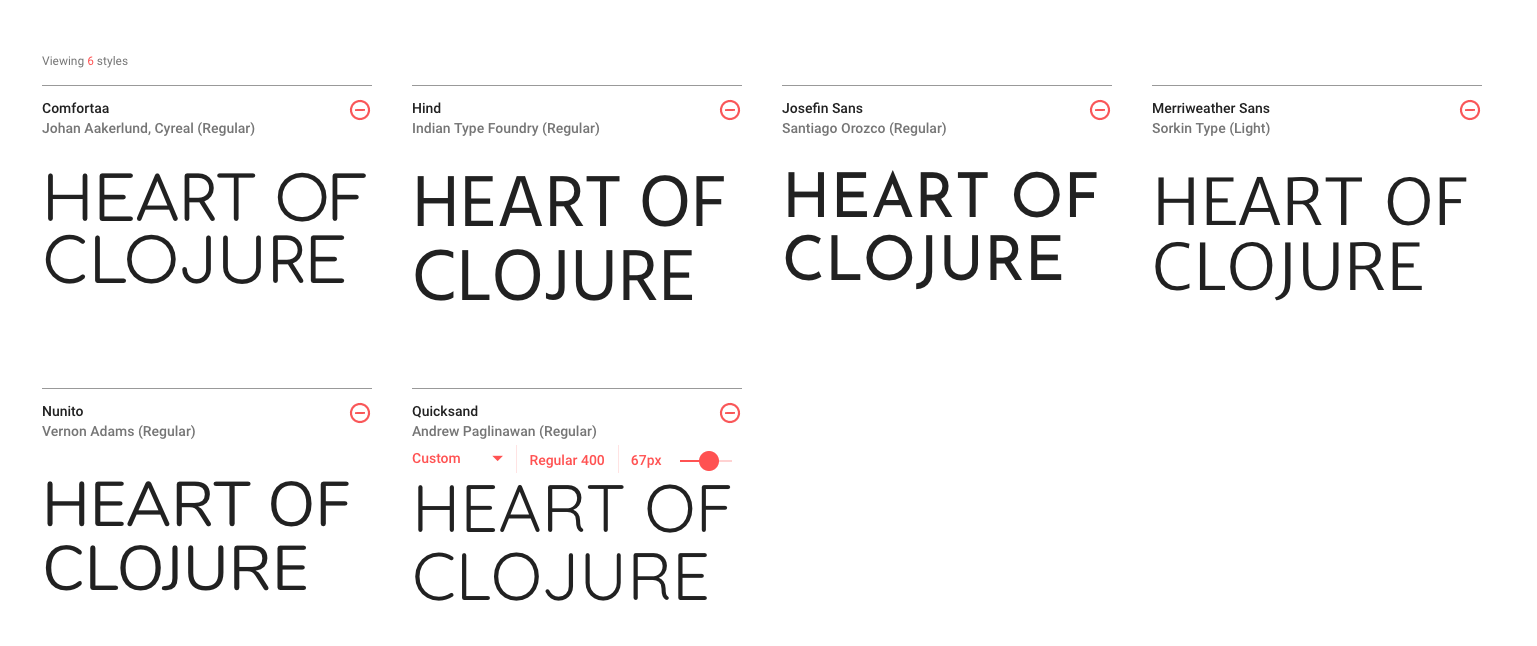 Viewing 6 styles
Comfortaa
Johan Aakerlund, Cyreal (Regular)
HEART OF
CLOJURE
Hind
Indian Type Foundry (Regular)
HEART OF
CLOJURE
Josefin Sans
Santiago Orozco (Regular)
HEART OF
CLOJURE
Merriweather Sans
Sorkin Type (Light)
HEART OF
CLOJURE
Nunito
Vernon Adams (Regular)
HEART OF
CLOJURE
Quicksand
Andrew Paglinawan (Regular)
Custom Regular 400 67px
HEART OF
CLOJURE